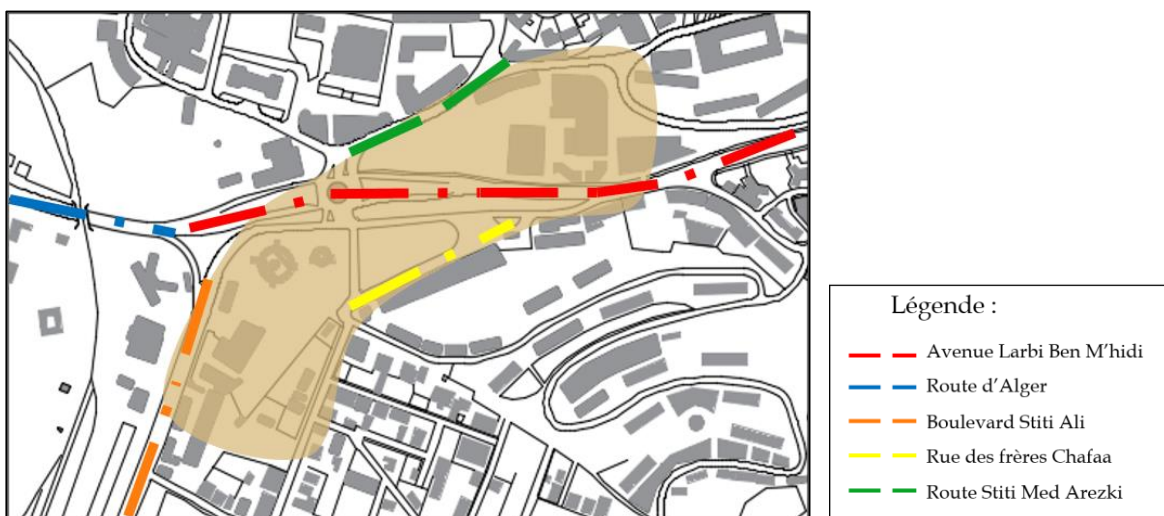 Légende :
Avenue Larbi Ben M'hidi
Route d'Alger
Boulevard Stiti Ali
Rue des frères Chafaa
Route Stiti Med Arezki